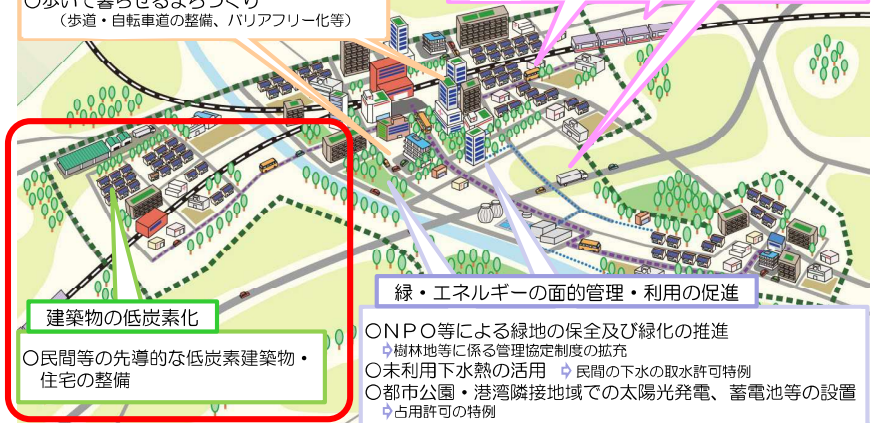 ○歩いて暮らせるまちづくり
（歩道・自転車道の整備、バリアフリー化等）
建築物の低炭素化
○民間等の先導的な低炭素建築物・
住宅の整備
緑・エネルギーの面的管理・利用の促進
○ＮＰＯ等による緑地の保全及び緑化の推進
⇨樹林地等に係る管理協定制度の拡充
○未利用下水熱の活用 ⇨民間の下水の取水許可特例
○都市公園・港湾隣接地域での太陽光発電、蓄電池等の設置
⇨占用許可の特例